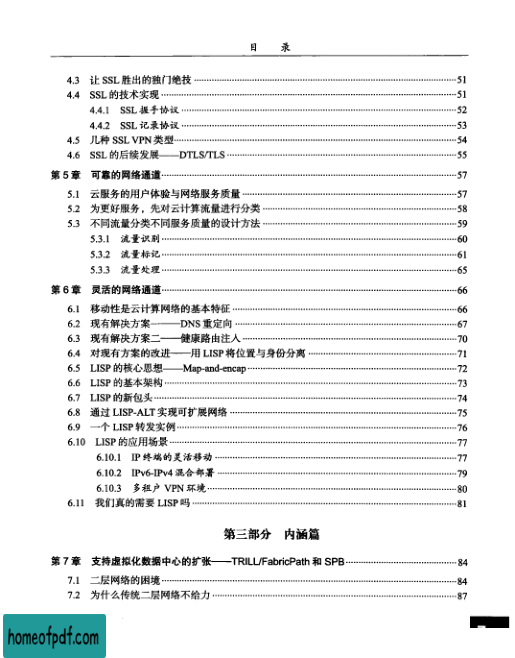 目 录
4.3 让 SSL 胜出的独门绝技 51
4.4 SSL 的技术实现 51
4.4.1 SSL 握手协议 52
4.4.2 SSL 记录协议 53
4.5 几种 SSL VPN 类型 54
4.6 SSL 的后续发展——DTLS/TLS 55
第 5 章 可靠的网络通道 57
5.1 云服务的用户体验与网络服务质量 57
5.2 为更好服务，先对云计算流量进行分类 58
5.3 不同流量分类不同服务质量的设计方法 59
5.3.1 流量识别 60
5.3.2 流量标记 61
5.3.3 流量处理 65
第 6 章 灵活的网络通道 66
6.1 移动性是云计算网络的基本特征 66
6.2 现有解决方案一——DNS 重定向 67
6.3 现有解决方案二——健康路由注入 70
6.4 对现有方案的改进——用 LISP 将位置与身份分离 71
6.5 LISP 的核心思想——Map-and-encap 72
6.6 LISP 的基本架构 73
6.7 LISP 的新包头 74
6.8 通过 LISP-ALT 实现可扩展网络 75
6.9 一个 LISP 转发实例 76
6.10 LISP 的应用场景 77
6.10.1 IP 终端的灵活移动 77
6.10.2 IPv6-IPv4 混合部署 79
6.10.3 多租户 VPN 环境 80
6.11 我们真的需要 LISP 吗 81
第三部分 内涵篇
第 7 章 支持虚拟化数据中心的扩张——TRILL/FabricPath 和 SPB 84
7.1 二层网络的困境 84
7.2 为什么传统二层网络不给力 87
homeofpdf.com